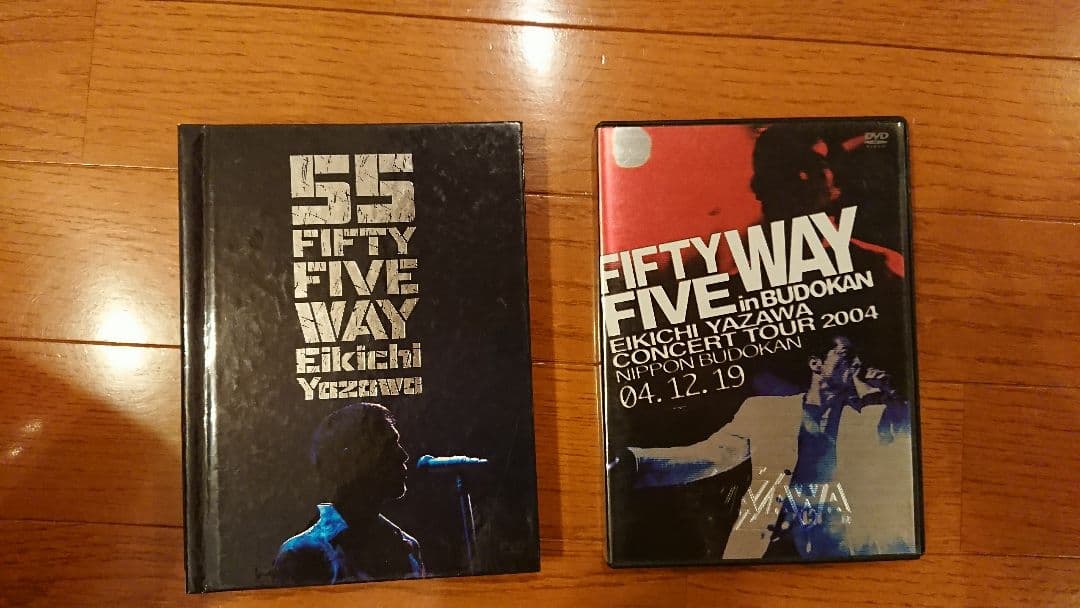 55
FIFTY
FIVE
WAY
Eikichi
Yazawa
DVD
VIDEO
FIFTY WAY
FIVE in BUDOKAN
EIKICHI YAZAWA
CONCERT TOUR 2004
NIPPON BUDOKAN
04. 12. 19